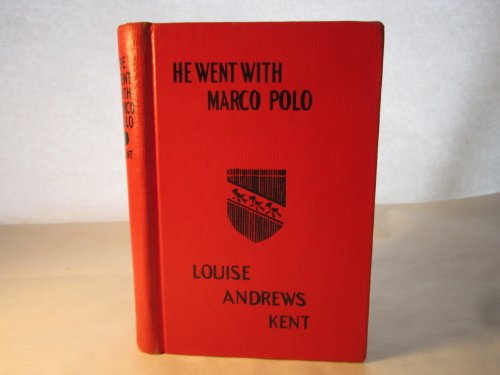 HE WENT WITH
MARCO POLO
LOUISE
ANDREWS
KENT